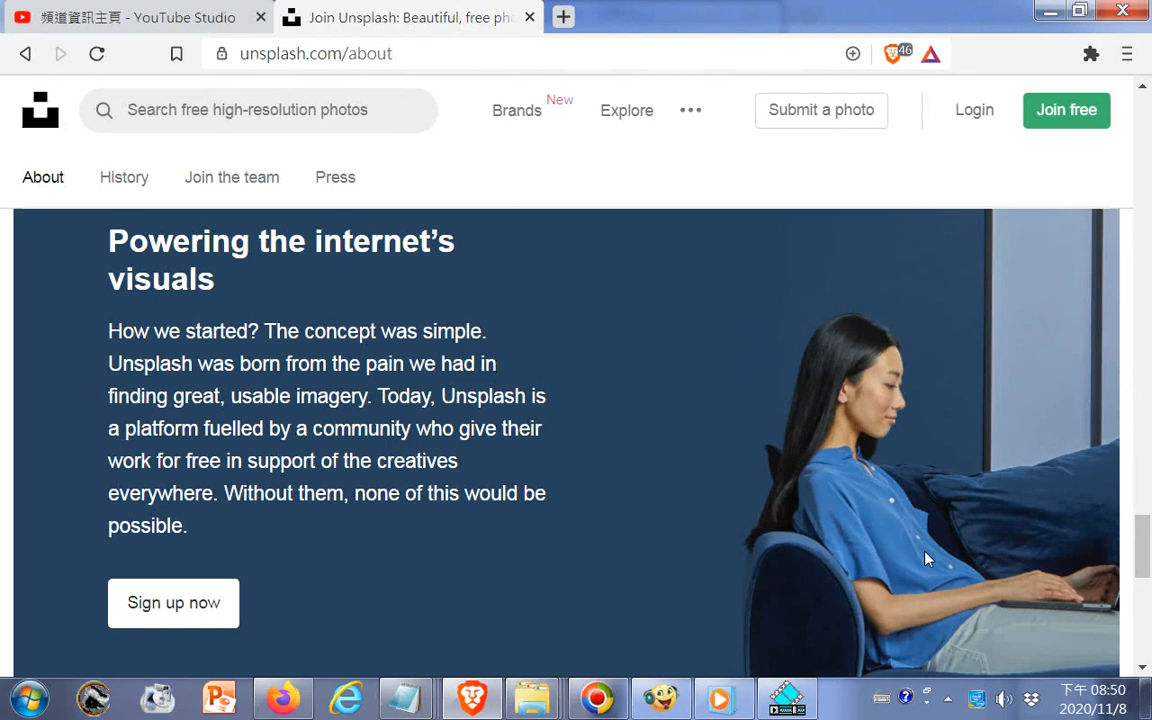 頻道資訊主頁 - YouTube Studio
Join Unsplash: Beautiful, free pho
unsplash.com/about
46
Search free high-resolution photos
Brands New
Explore
Submit a photo
Login
Join free
About
History
Join the team
Press
Powering the internet's
visuals
How we started? The concept was simple.
Unsplash was born from the pain we had in
finding great, usable imagery. Today, Unsplash is
a platform fuelled by a community who give their
work for free in support of the creatives
everywhere. Without them, none of this would be
possible.
Sign up now
下午 08:50
2020/11/8